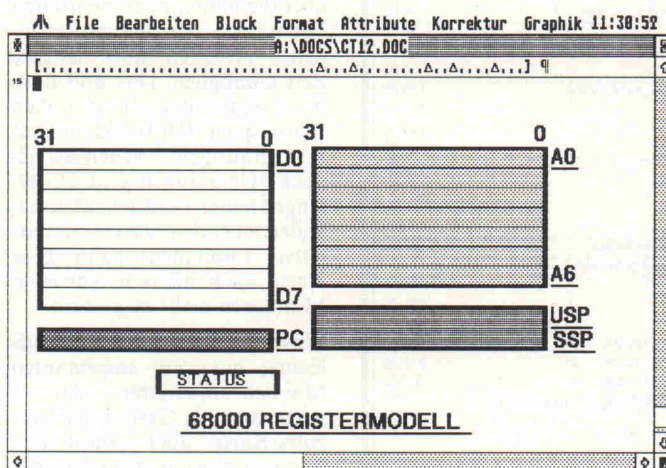 File Bearbeiten Block Format Attribute Korrektur Graphik 11:30:52
A:\DOCS\CT12.DOC
15
31 0 31 0
D0 A0
D7 A6
USP
PC SSP
STATUS
68000 REGISTERMODELL